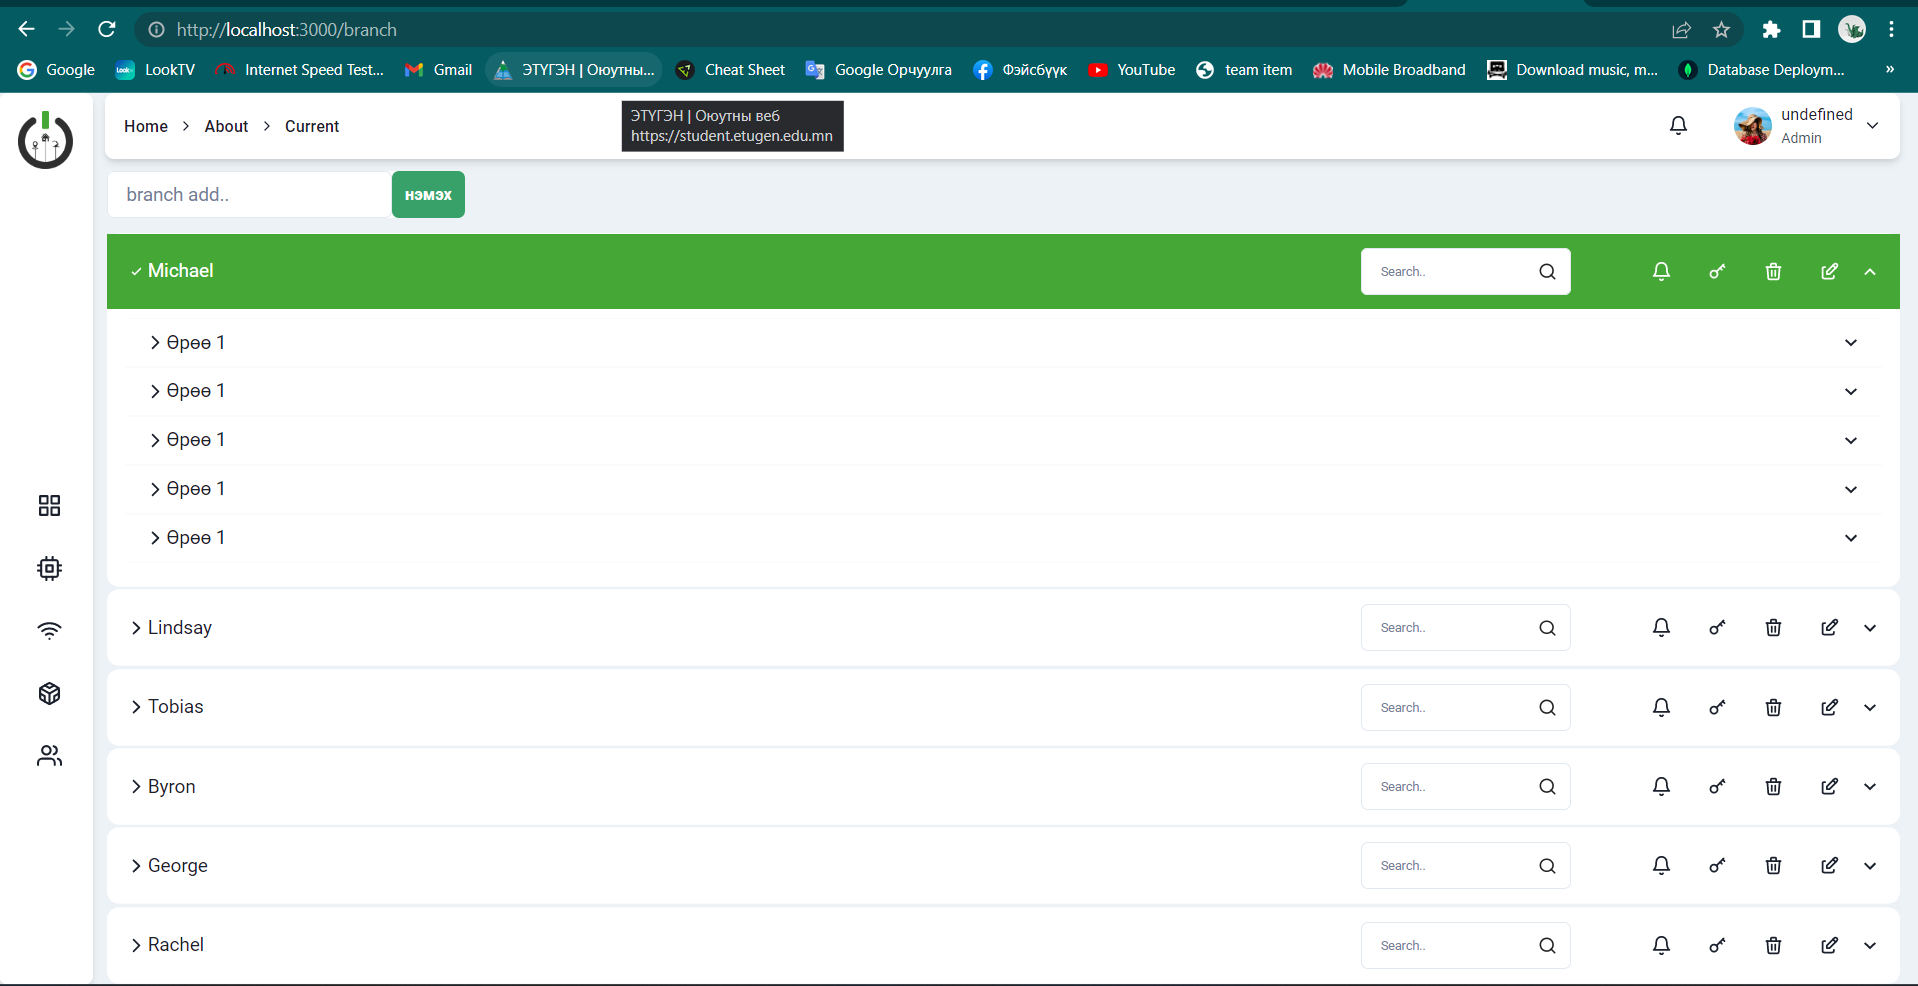 http://localhost:3000/branch
Google LookTV Internet Speed Test... Gmail ЭТҮГЭН | Оюутны... Cheat Sheet Google Орчуулга Фэйсбүүк YouTube team item Mobile Broadband Download music, m... Database Deploym... »
Home > About > Current
ЭТҮГЭН | Оюутны веб
https://student.etugen.edu.mn
undefined
Admin
branch add.. нэмэх
Michael Search..
Өрөө 1
Өрөө 1
Өрөө 1
Өрөө 1
Өрөө 1
Lindsay Search..
Tobias Search..
Byron Search..
George Search..
Rachel Search..